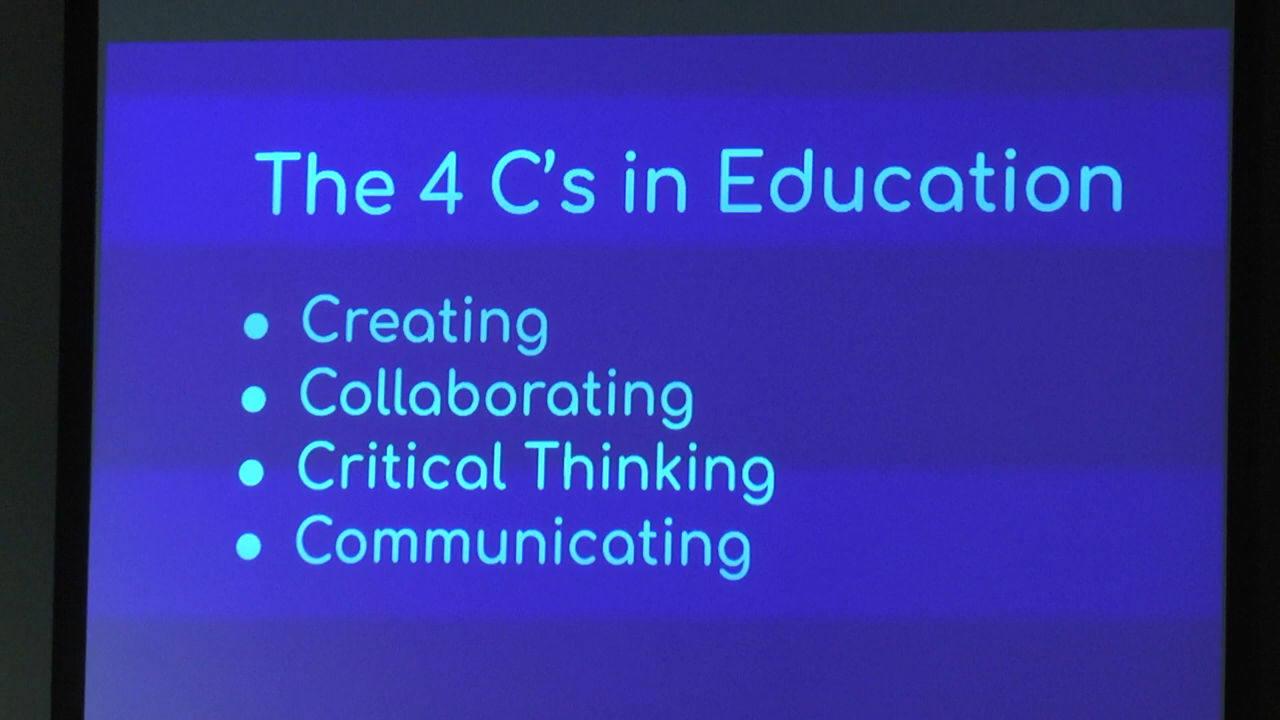 The 4 C's in Education
• Creating
• Collaborating
• Critical Thinking
• Communicating